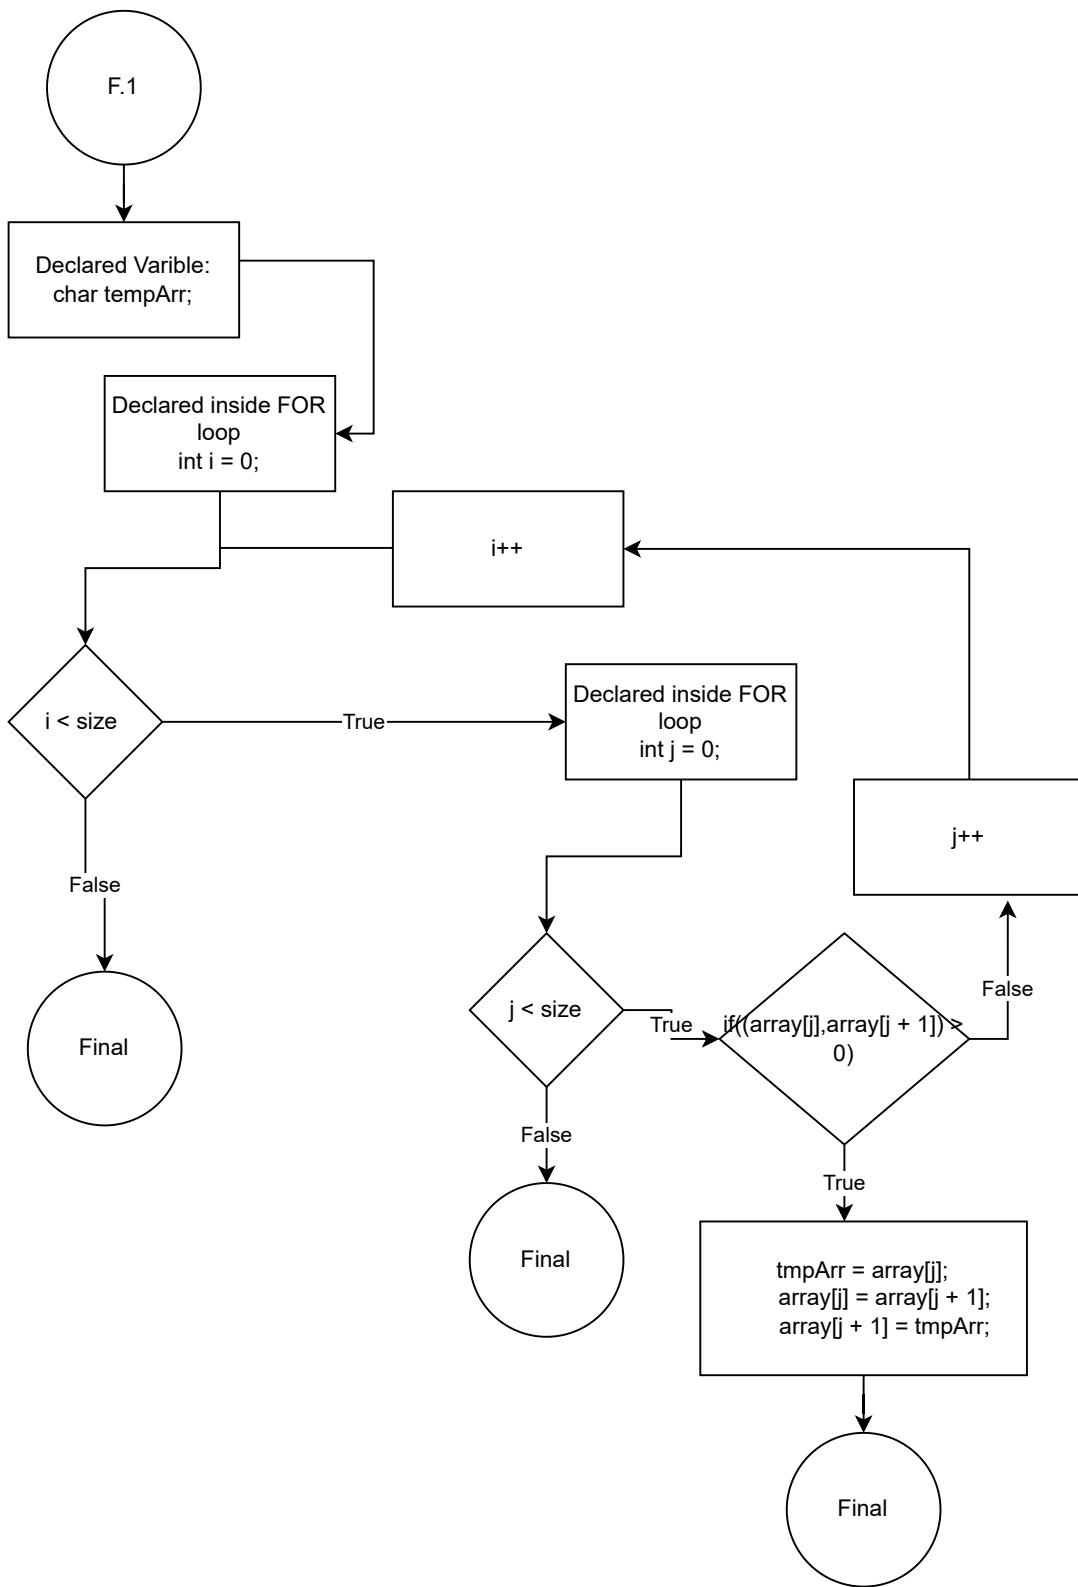 F.1
Declared Varible:
char tempArr;
Declared inside FOR
loop
int i = 0;
i++
i < size
True
Declared inside FOR
loop
int j = 0;
j++
False
Final
j < size
True
if((array[j],array[j + 1]) >
0)
False
False
True
Final
tmpArr = array[j];
array[j] = array[j + 1];
array[j + 1] = tmpArr;
Final